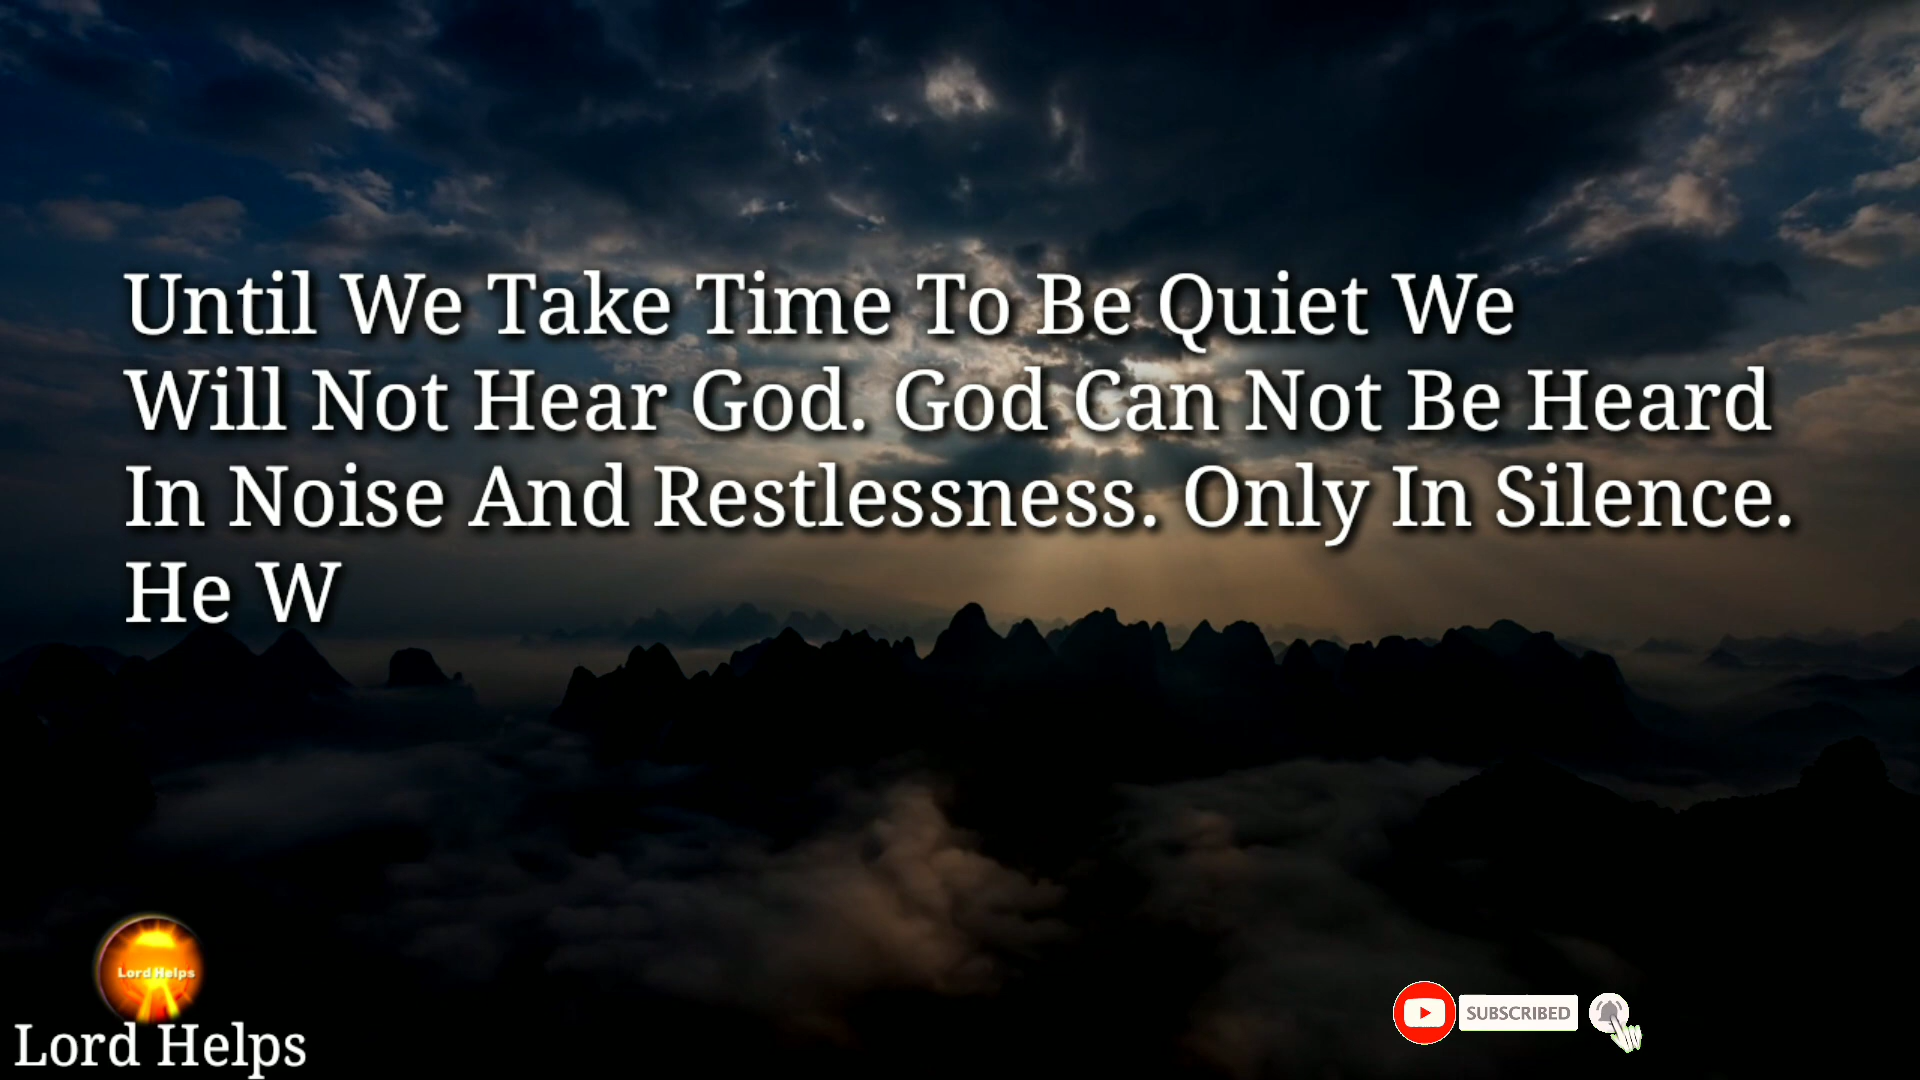 Until We Take Time To Be Quiet We
Will Not Hear God. God Can Not Be Heard
In Noise And Restlessness. Only In Silence.
He W
Lord Helps
Lord Helps
SUBSCRIBED